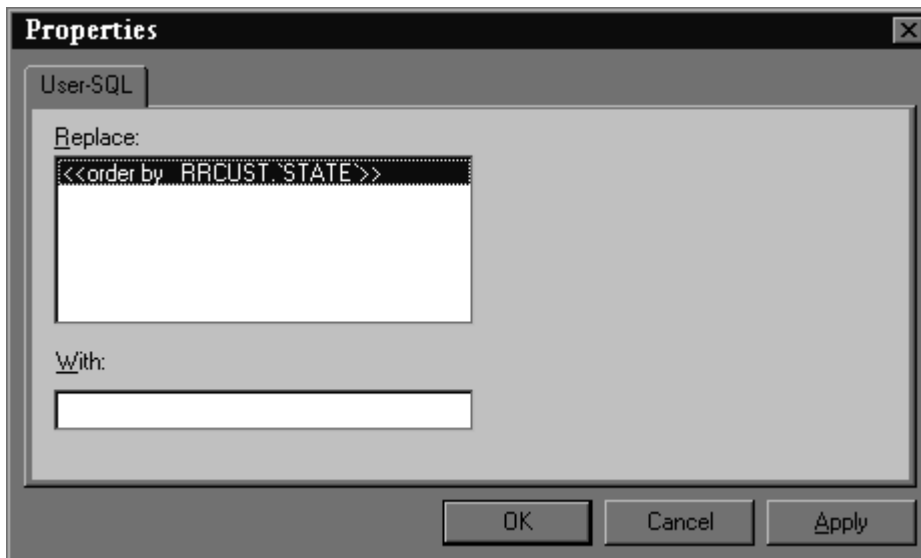 Properties
User-SQL
Replace:
<<order by   RRCUST.`STATE`>>
With:
OK
Cancel
Apply